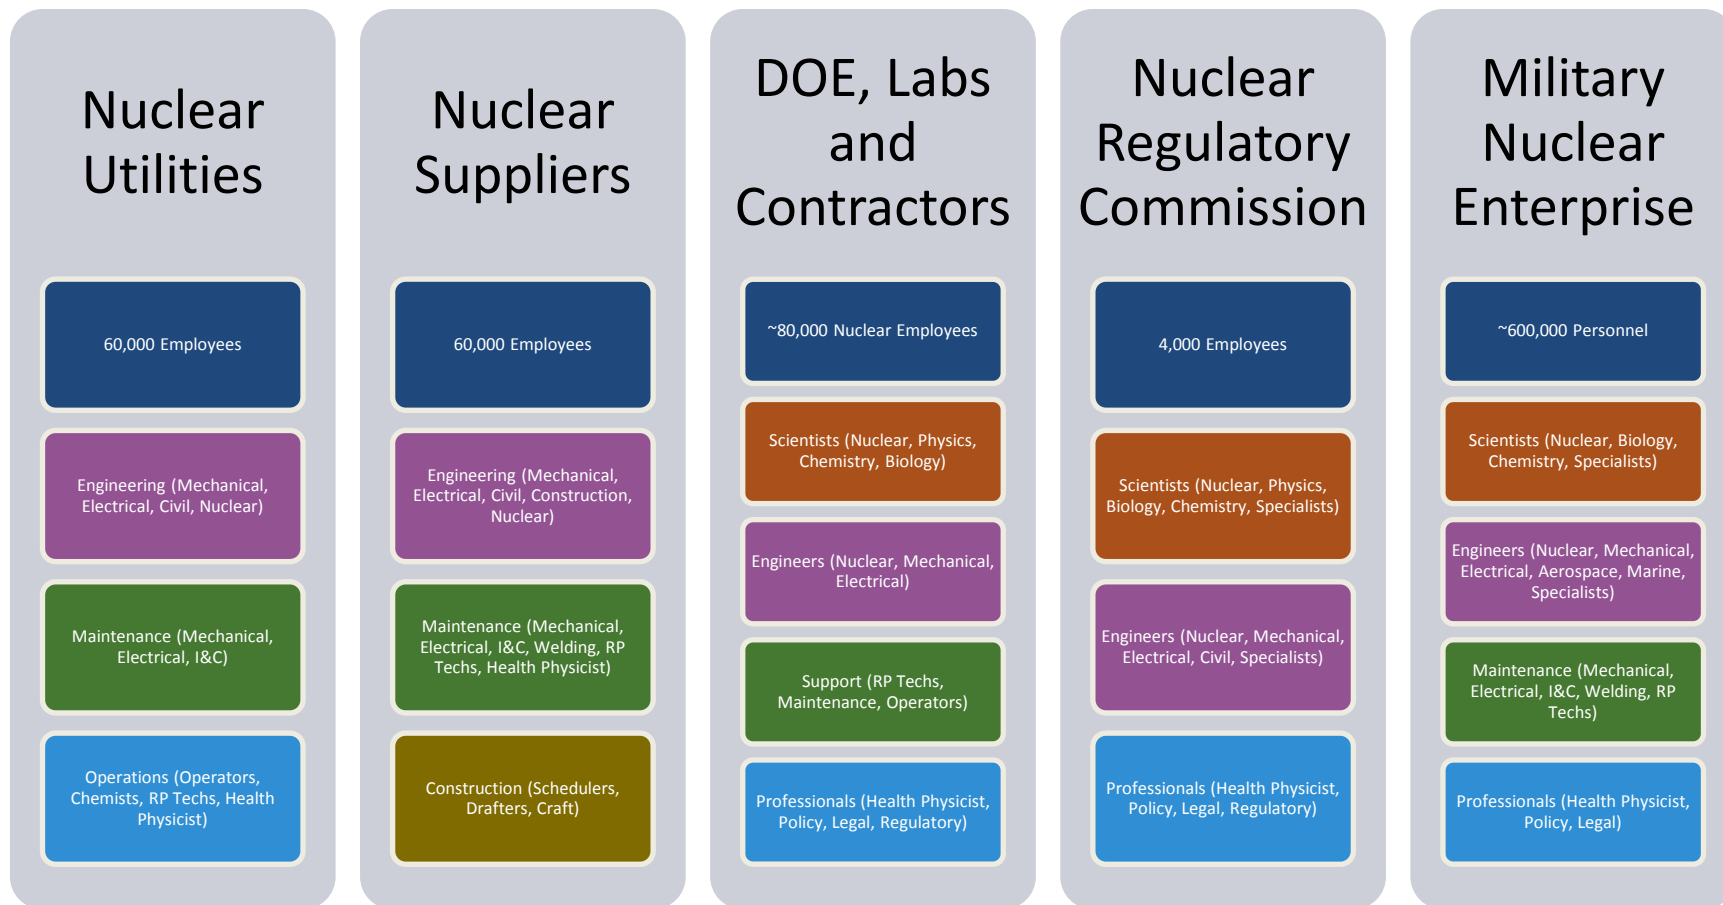 Nuclear
Utilities
60,000 Employees
Engineering (Mechanical,
Electrical, Civil, Nuclear)
Maintenance (Mechanical,
Electrical, I&C)
Operations (Operators,
Chemists, RP Techs, Health
Physicist)
Nuclear
Suppliers
60,000 Employees
Engineering (Mechanical,
Electrical, Civil, Construction,
Nuclear)
Maintenance (Mechanical,
Electrical, I&C, Welding, RP
Techs, Health Physicist)
Construction (Schedulers,
Drafters, Craft)
DOE, Labs
and
Contractors
~80,000 Nuclear Employees
Scientists (Nuclear, Physics,
Chemistry, Biology)
Engineers (Nuclear, Mechanical,
Electrical)
Support (RP Techs,
Maintenance, Operators)
Professionals (Health Physicist,
Policy, Legal, Regulatory)
Nuclear
Regulatory
Commission
4,000 Employees
Scientists (Nuclear, Physics,
Biology, Chemistry, Specialists)
Engineers (Nuclear, Mechanical,
Electrical, Civil, Specialists)
Professionals (Health Physicist,
Policy, Legal, Regulatory)
Military
Nuclear
Enterprise
~600,000 Personnel
Scientists (Nuclear, Biology,
Chemistry, Specialists)
Engineers (Nuclear, Mechanical,
Electrical, Aerospace, Marine,
Specialists)
Maintenance (Mechanical,
Electrical, I&C, Welding, RP
Techs)
Professionals (Health Physicist,
Policy, Legal)